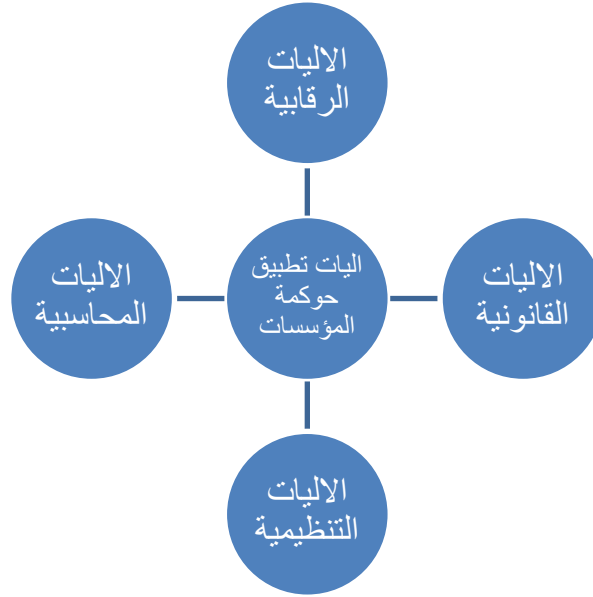 الاليات
الرقابية
الاليات
القانونية
اليات تطبيق
حوكمة
المؤسسات
الاليات
المحاسبية
الاليات
التنظيمية